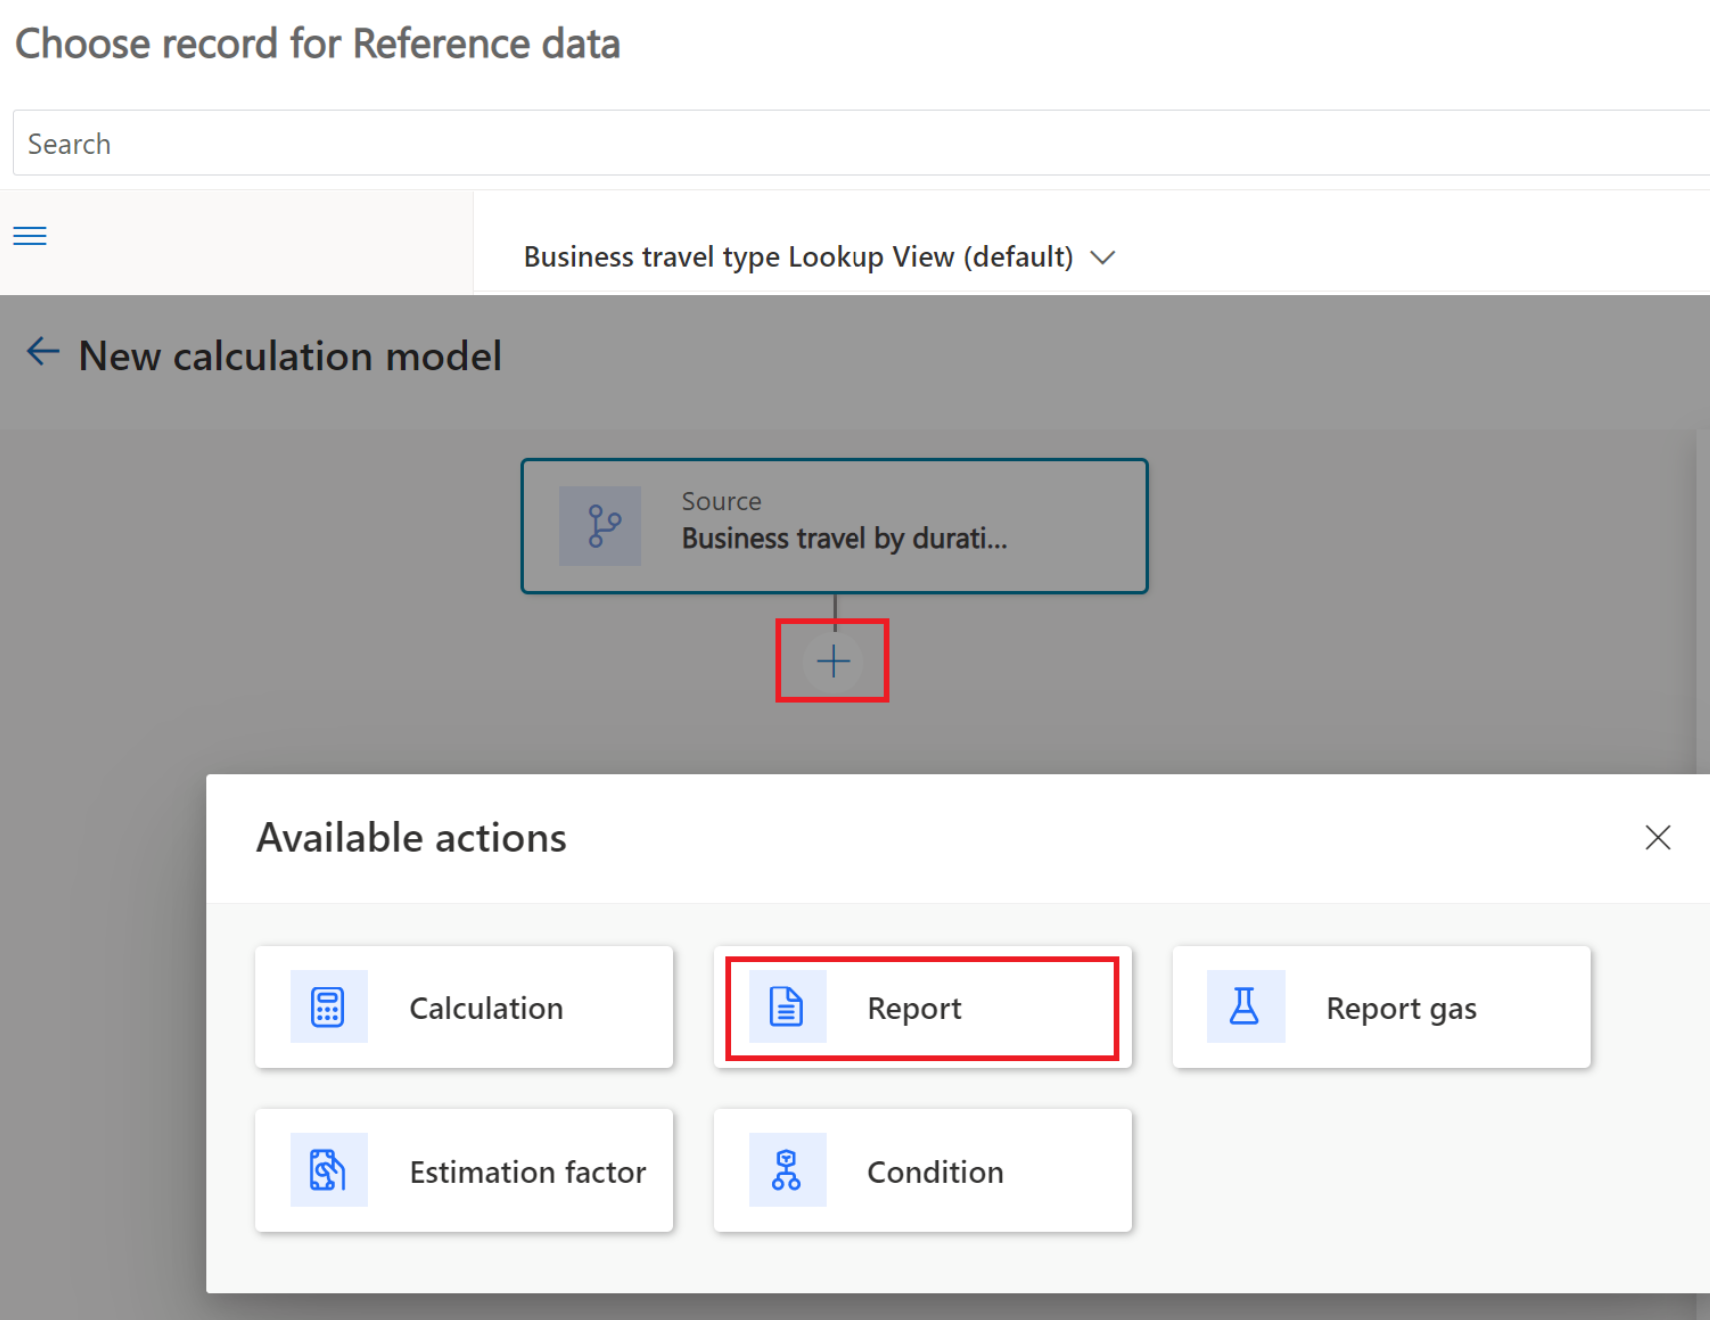 Choose record for Reference data
Search
Business travel type Lookup View (default)
New calculation model
Source
Business travel by durati...
Available actions
Calculation
Report
Report gas
Estimation factor
Condition